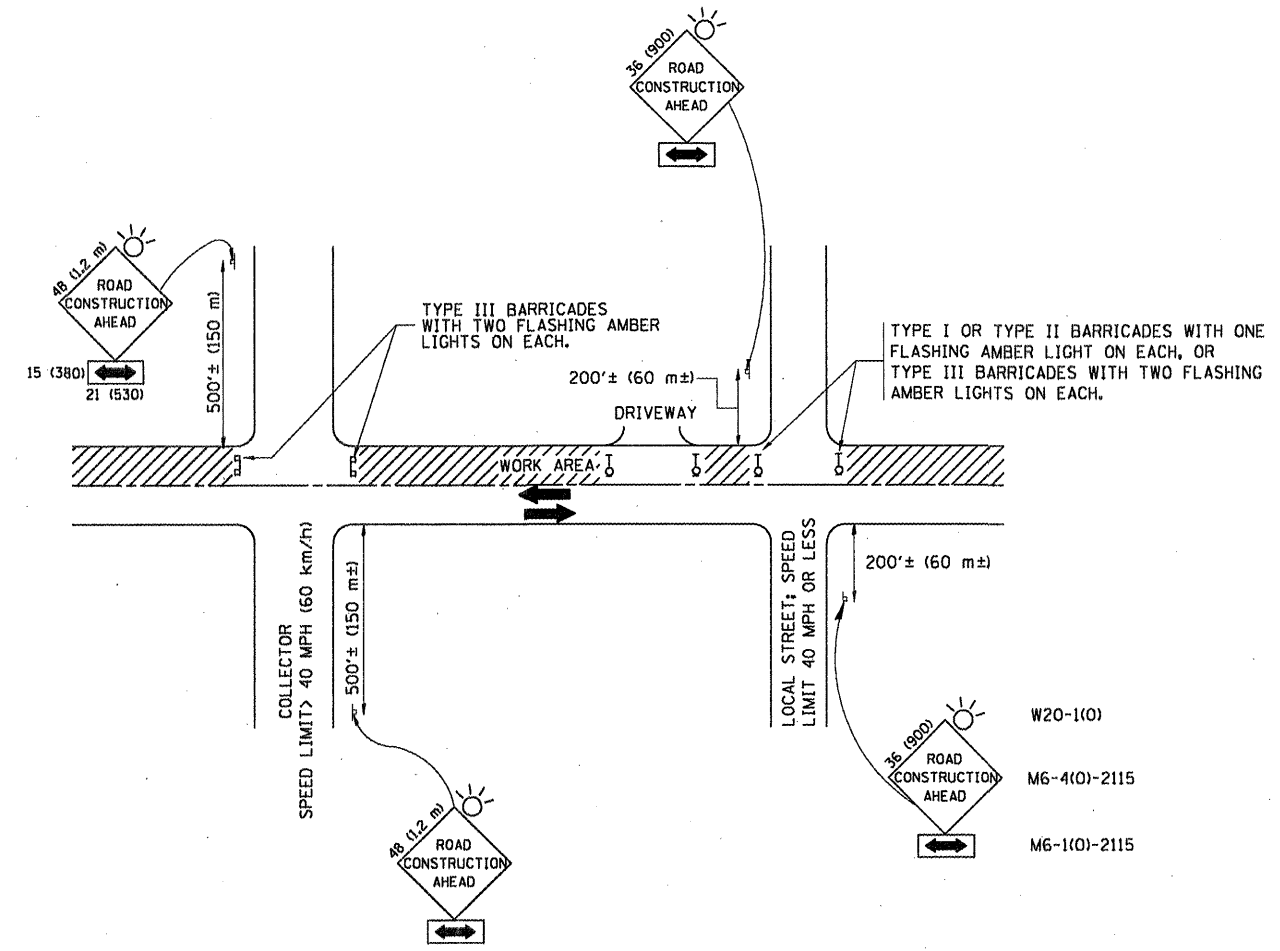 36 (900)
ROAD
CONSTRUCTION
AHEAD
48 (1.2 m)
ROAD
CONSTRUCTION
AHEAD
15 (380)
21 (530)
500'± (150 m)
TYPE III BARRICADES
WITH TWO FLASHING AMBER
LIGHTS ON EACH.
200'± (60 m±)
DRIVEWAY
TYPE I OR TYPE II BARRICADES WITH ONE
FLASHING AMBER LIGHT ON EACH, OR
TYPE III BARRICADES WITH TWO FLASHING
AMBER LIGHTS ON EACH.
WORK AREA
COLLECTOR
SPEED LIMIT> 40 MPH (60 km/h)
500'± (150 m±)
LOCAL STREET; SPEED
LIMIT 40 MPH OR LESS
200'± (60 m±)
36 (900)
ROAD
CONSTRUCTION
AHEAD
W20-1(O)
M6-4(O)-2115
M6-1(O)-2115
48 (1.2 m)
ROAD
CONSTRUCTION
AHEAD